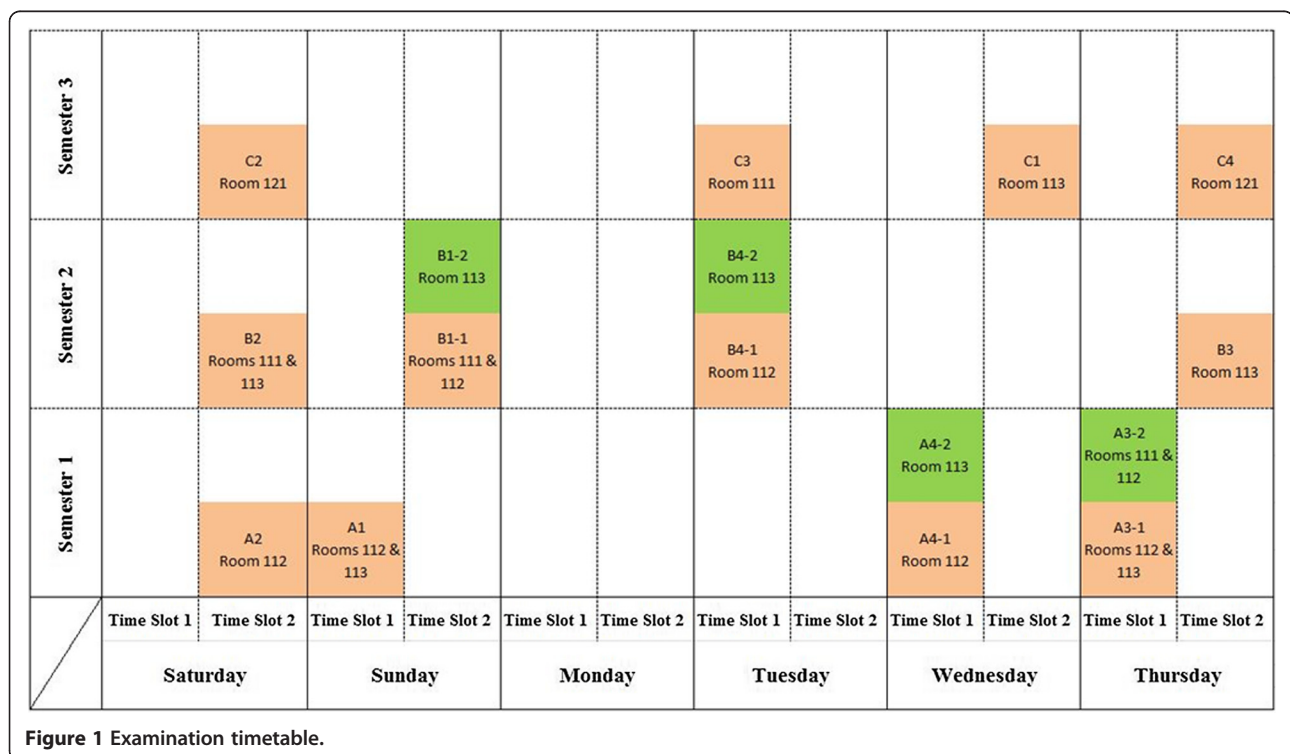 Semester 3
C2
Room 121
C3
Room 111
C1
Room 113
C4
Room 121
Semester 2
B1-2
Room 113
B4-2
Room 113
B2
Rooms 111 &
113
B1-1
Rooms 111 &
112
B4-1
Room 112
B3
Room 113
Semester 1
A4-2
Room 113
A3-2
Rooms 111 &
112
A2
Room 112
A1
Rooms 112 &
113
A4-1
Room 112
A3-1
Rooms 112 &
113
Time Slot 1 Time Slot 2 Time Slot 1 Time Slot 2 Time Slot 1 Time Slot 2 Time Slot 1 Time Slot 2 Time Slot 1 Time Slot 2 Time Slot 1 Time Slot 2
Saturday Sunday Monday Tuesday Wednesday Thursday
Figure 1 Examination timetable.